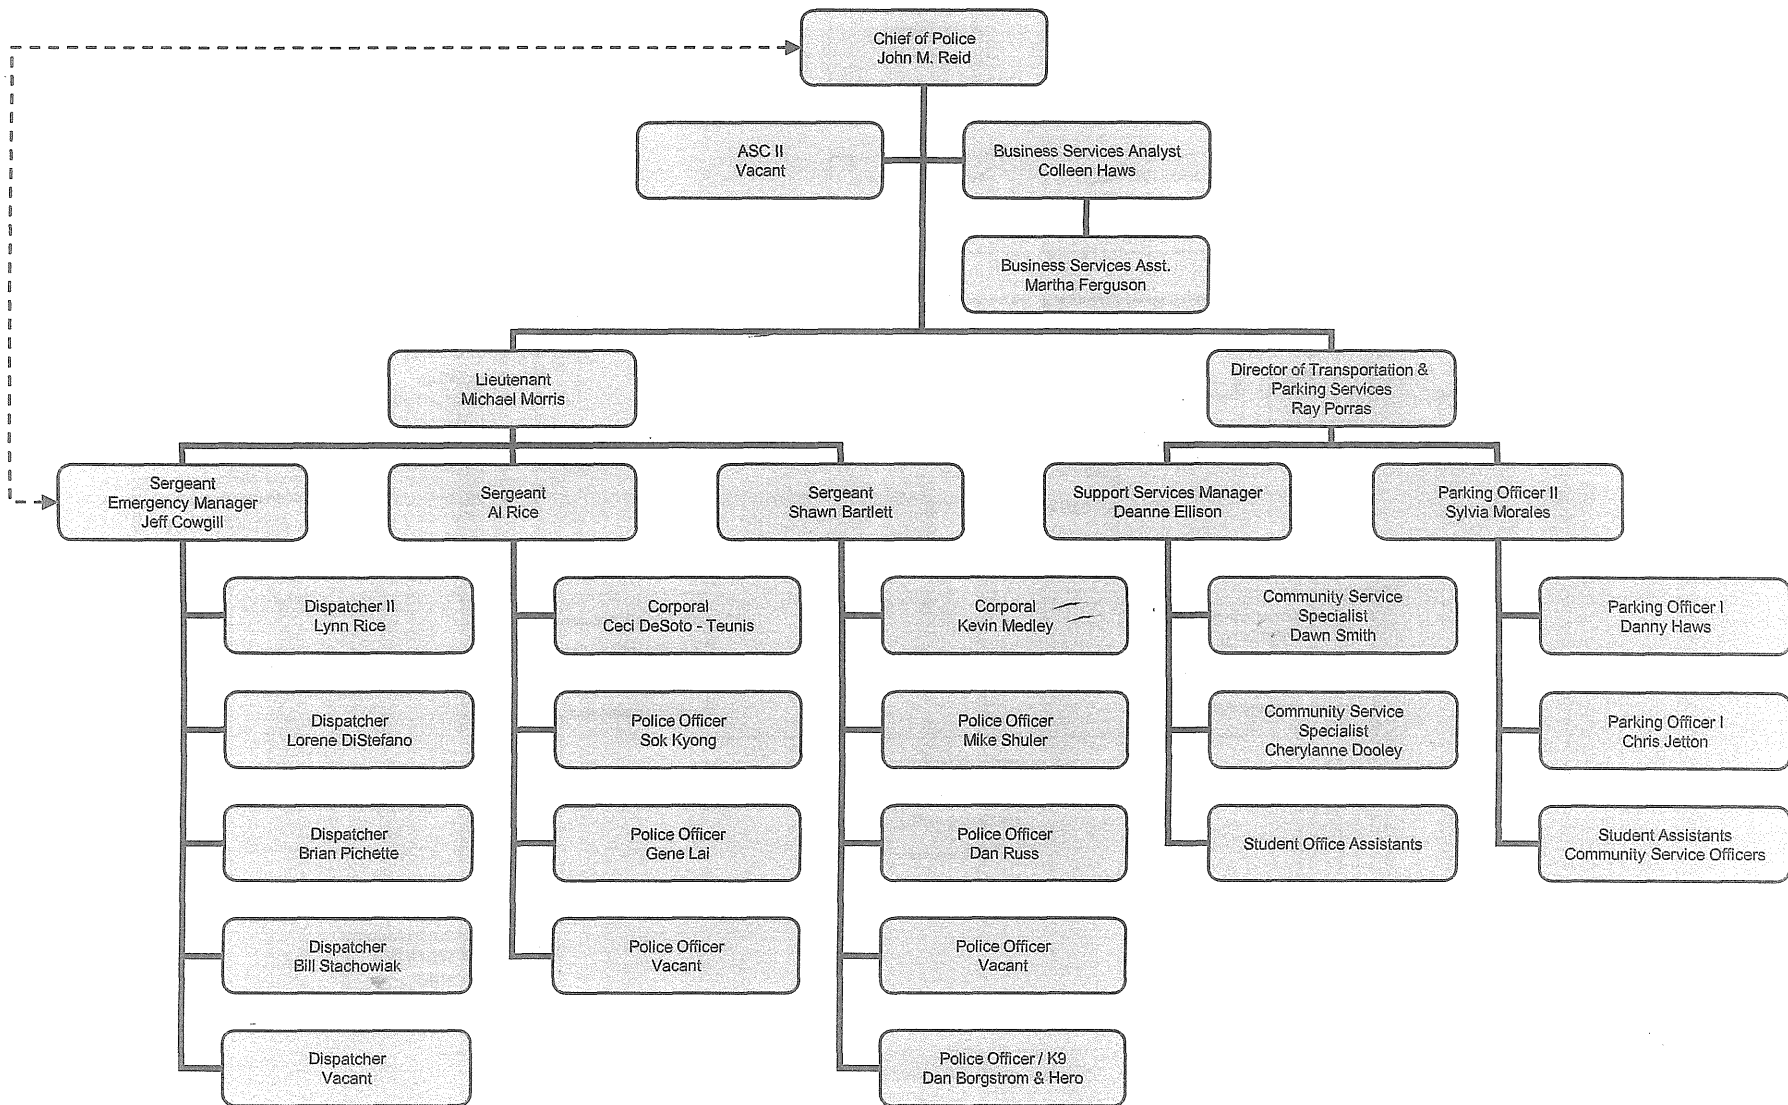 Chief of Police
John M. Reid
ASC II
Vacant
Business Services Analyst
Colleen Haws
Business Services Asst.
Martha Ferguson
Lieutenant
Michael Morris
Director of Transportation &
Parking Services
Ray Porras
Sergeant
Emergency Manager
Jeff Cowgill
Sergeant
Al Rice
Sergeant
Shawn Bartlett
Support Services Manager
Deanne Ellison
Parking Officer II
Sylvia Morales
Dispatcher II
Lynn Rice
Dispatcher
Lorene DiStefano
Dispatcher
Brian Pichette
Dispatcher
Bill Stachowiak
Dispatcher
Vacant
Corporal
Ceci DeSoto - Teunis
Police Officer
Sok Kyong
Police Officer
Gene Lai
Police Officer
Vacant
Corporal
Kevin Medley
Police Officer
Mike Shuler
Police Officer
Dan Russ
Police Officer
Vacant
Police Officer / K9
Dan Borgstrom & Hero
Community Service
Specialist
Dawn Smith
Community Service
Specialist
Cherylanne Dooley
Student Office Assistants
Parking Officer I
Danny Haws
Parking Officer I
Chris Jetton
Student Assistants
Community Service Officers